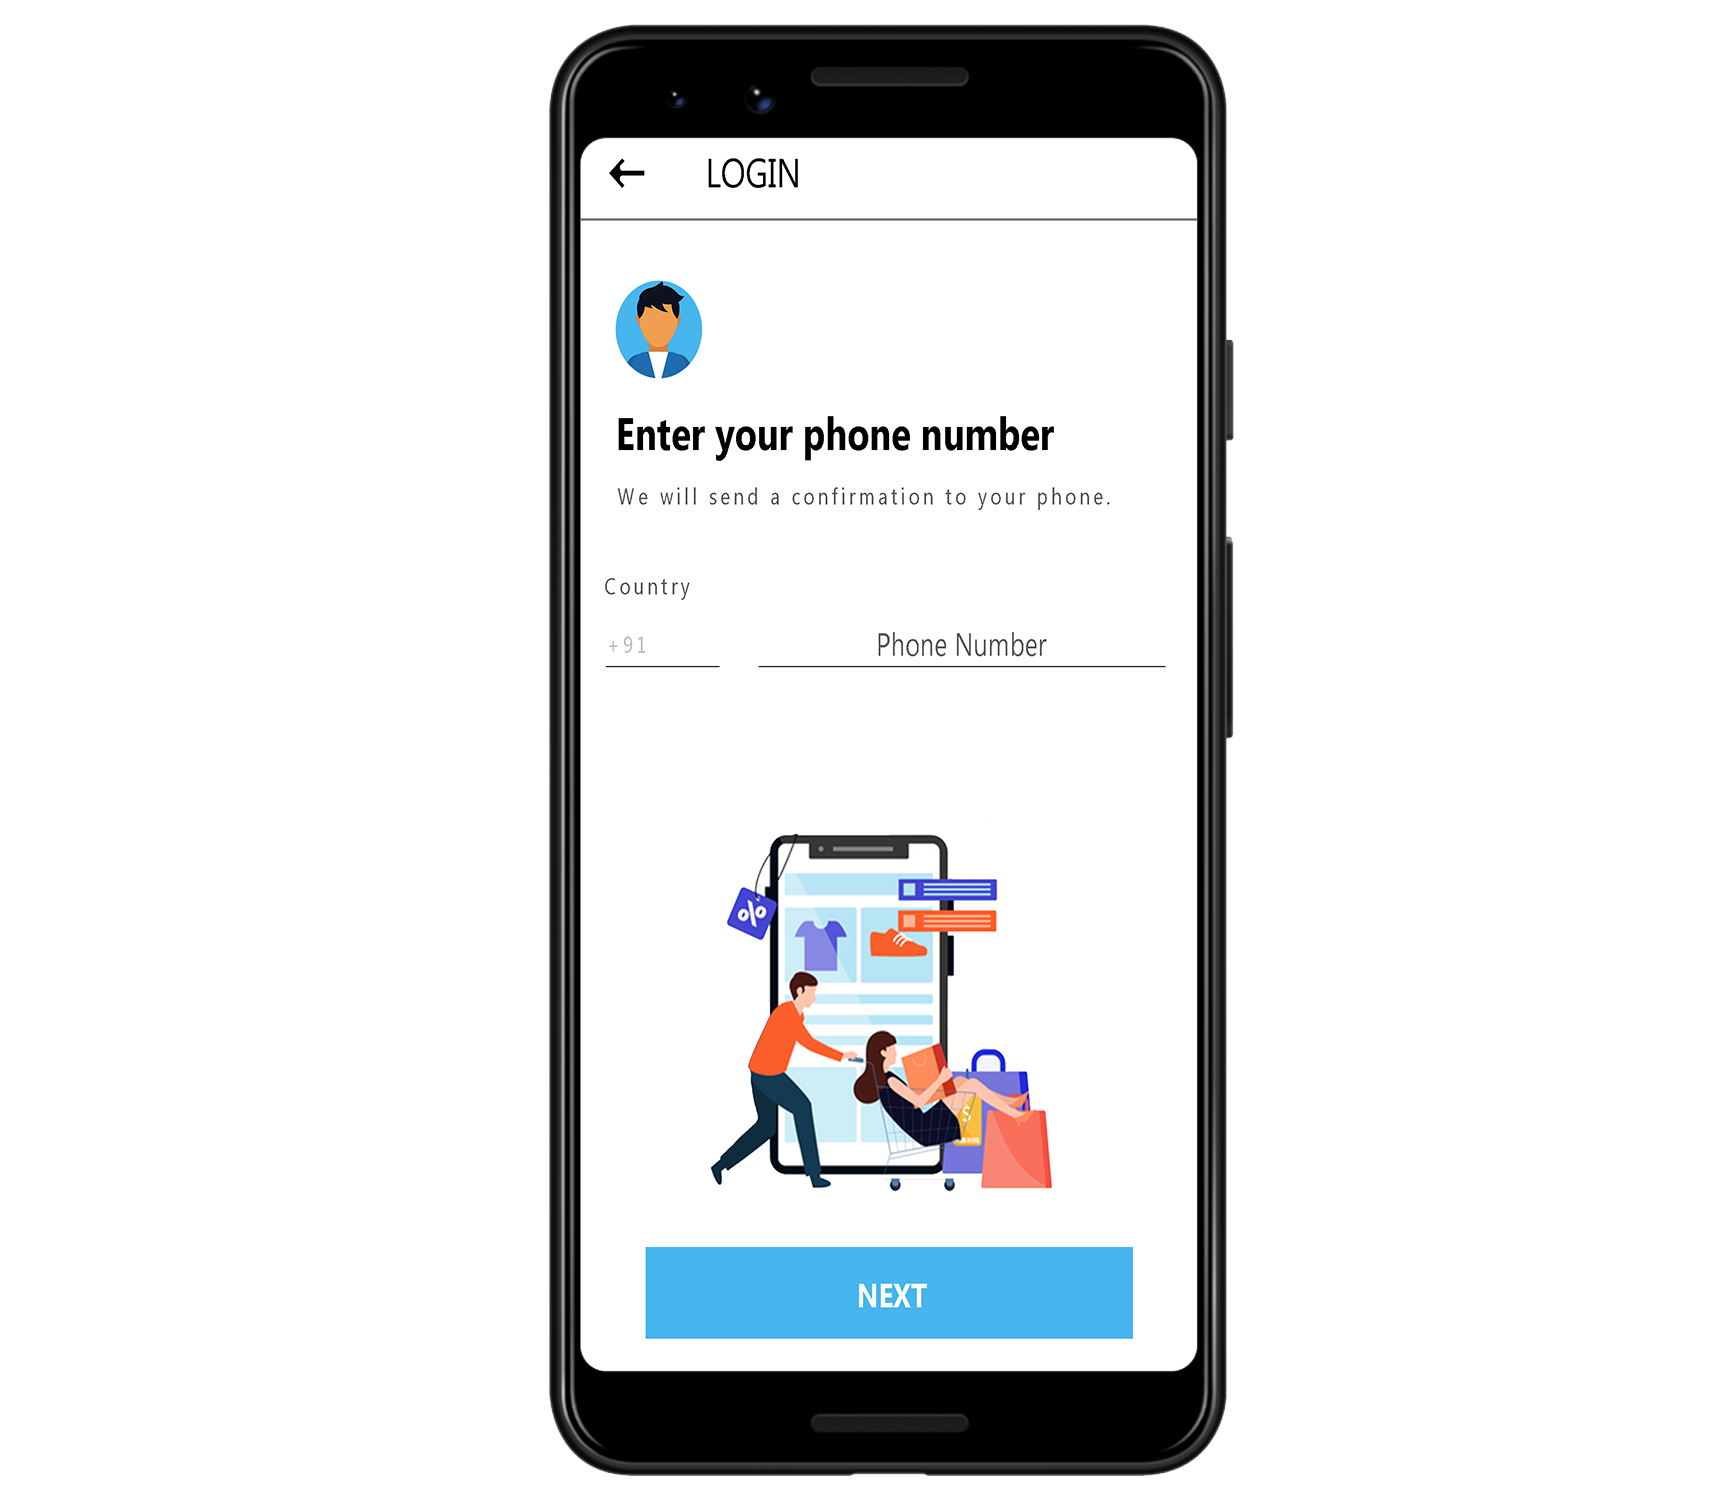 LOGIN
Enter your phone number
We will send a confirmation to your phone.
Country
+91 Phone Number
%
$
NEXT